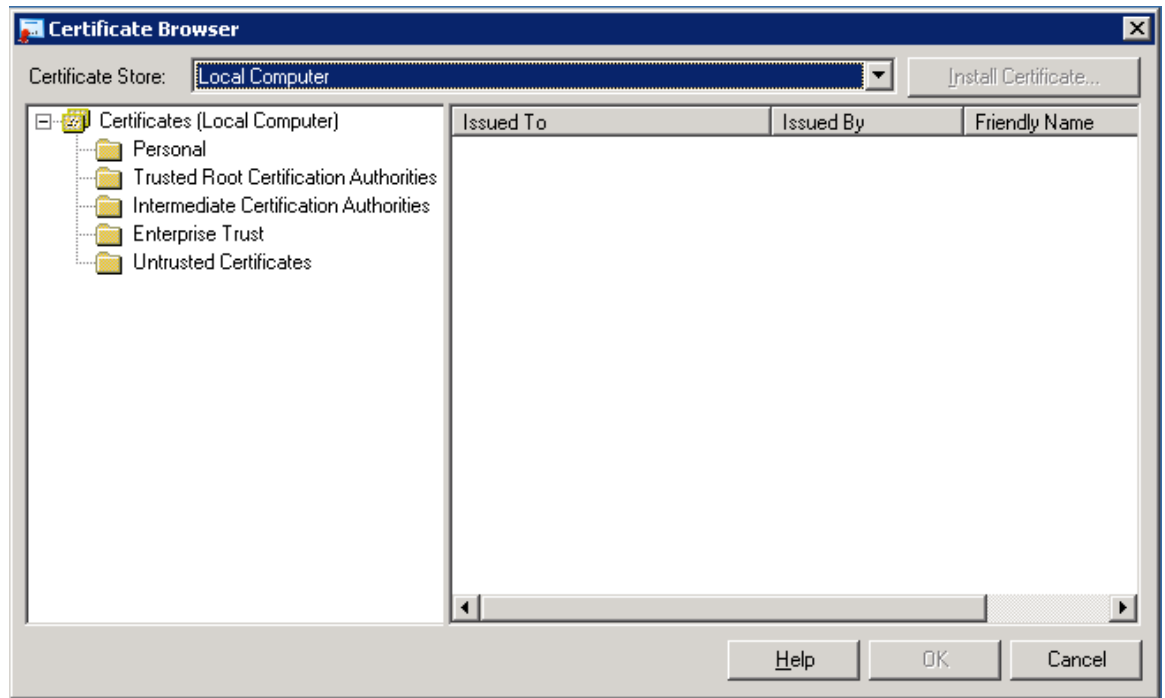 Certificate Browser
Certificate Store: Local Computer Install Certificate...
Certificates (Local Computer)
Personal
Trusted Root Certification Authorities
Intermediate Certification Authorities
Enterprise Trust
Untrusted Certificates
Issued To Issued By Friendly Name
Help OK Cancel